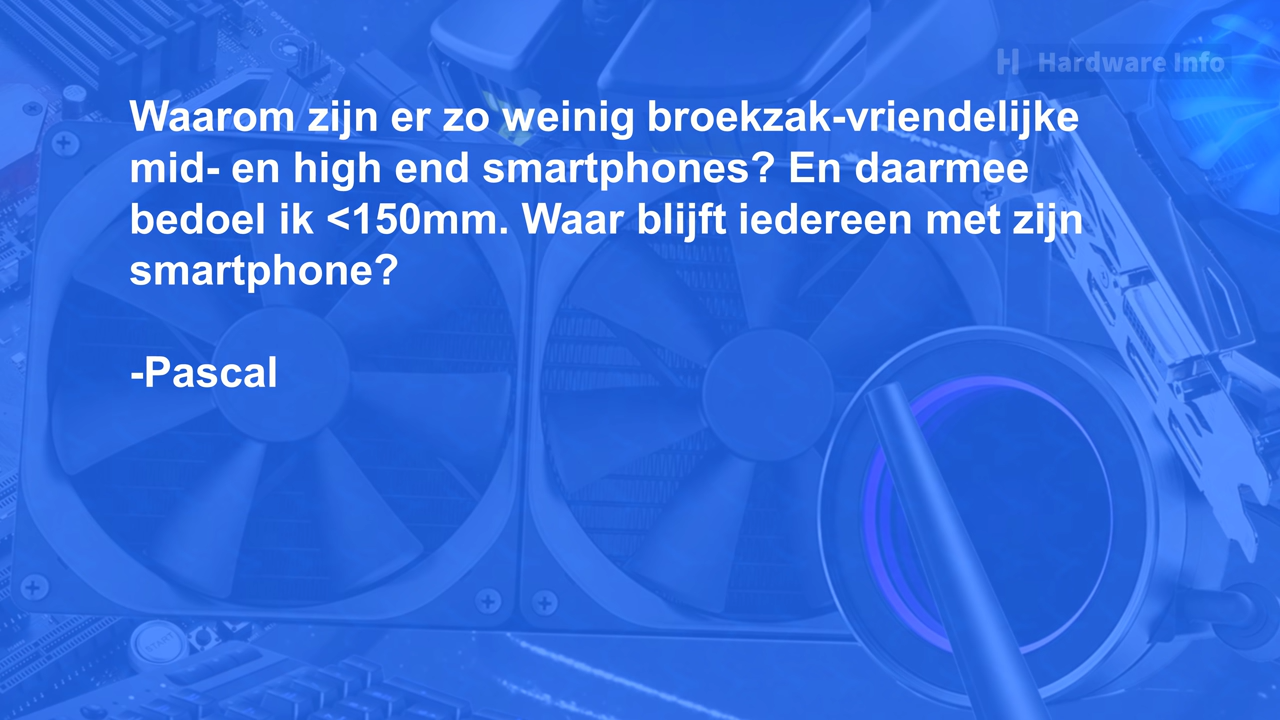 Hardware Info
Waarom zijn er zo weinig broekzak-vriendelijke
mid- en high end smartphones? En daarmee
bedoel ik <150mm. Waar blijft iedereen met zijn
smartphone?
-Pascal
START